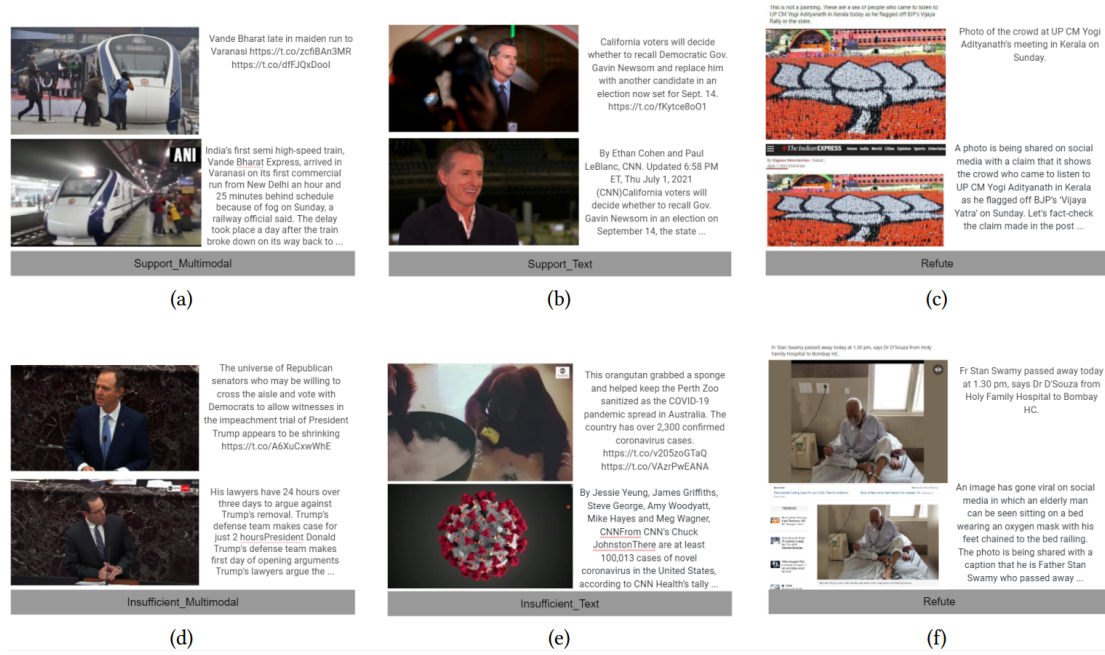 Vande Bharat late in maiden run to
Varanasi https://t.co/zcfiBAn3MR
https://t.co/dfFJQxDooI
ANI
India's first semi high-speed train,
Vande Bharat Express, arrived in
Varanasi on its first commercial
run from New Delhi an hour and
25 minutes behind schedule
because of fog on Sunday, a
railway official said. The delay
took place a day after the train
broke down on its way back to ...
Support_Multimodal
(a)
California voters will decide
whether to recall Democratic Gov.
Gavin Newsom and replace him
with another candidate in an
election now set for Sept. 14.
https://t.co/fKytce8oO1
By Ethan Cohen and Paul
LeBlanc, CNN. Updated 6:58 PM
ET, Thu July 1, 2021
(CNN)California voters will
decide whether to recall Gov.
Gavin Newsom in an election on
September 14, the state ...
Support_Text
(b)
This is not a painting. These are a sea of people who came to listen to
UP CM Yogi Adityanath in Kerala today as he flagged off BJP's Vijaya
Rally in the state.
Photo of the crowd at UP CM Yogi
Adityanath's meeting in Kerala on
Sunday.
The Indian EXPRESS
Home India World Cities Opinion Sports Entertainment
A photo is being shared on social
media with a claim that it shows
the crowd who came to listen to
UP CM Yogi Adityanath in Kerala
as he flagged off BJP's 'Vijaya
Yatra' on Sunday. Let's fact-check
the claim made in the post ...
Refute
(c)
The universe of Republican
senators who may be willing to
cross the aisle and vote with
Democrats to allow witnesses in
the impeachment trial of President
Trump appears to be shrinking
https://t.co/A6XuCxwWhE
His lawyers have 24 hours over
three days to argue against
Trump's removal. Trump's
defense team makes case for
just 2 hoursPresident Donald
Trump's defense team makes
first day of opening arguments
Trump's lawyers argue the ...
Insufficient_Multimodal
(d)
This orangutan grabbed a sponge
and helped keep the Perth Zoo
sanitized as the COVID-19
pandemic spread in Australia. The
country has over 2,300 confirmed
coronavirus cases.
https://t.co/v205zoGTaQ
https://t.co/VAzrPwEANA
By Jessie Yeung, James Griffiths,
Steve George, Amy Woodyatt,
Mike Hayes and Meg Wagner,
CNNFrom CNN's Chuck
JohnstonThere are at least
100,013 cases of novel
coronavirus in the United States,
according to CNN Health's tally ...
Insufficient_Text
(e)
Fr Stan Swamy passed away today at 1.30 pm, says Dr D'Souza from Holy
Family Hospital to Bombay HC.
Fr Stan Swamy passed away today
at 1.30 pm, says Dr D'Souza from
Holy Family Hospital to Bombay
HC.
TRENDING
An image has gone viral on social
media in which an elderly man
can be seen sitting on a bed
wearing an oxygen mask with his
feet chained to the bed railing.
The photo is being shared with a
caption that he is Father Stan
Swamy who passed away ...
Refute
(f)